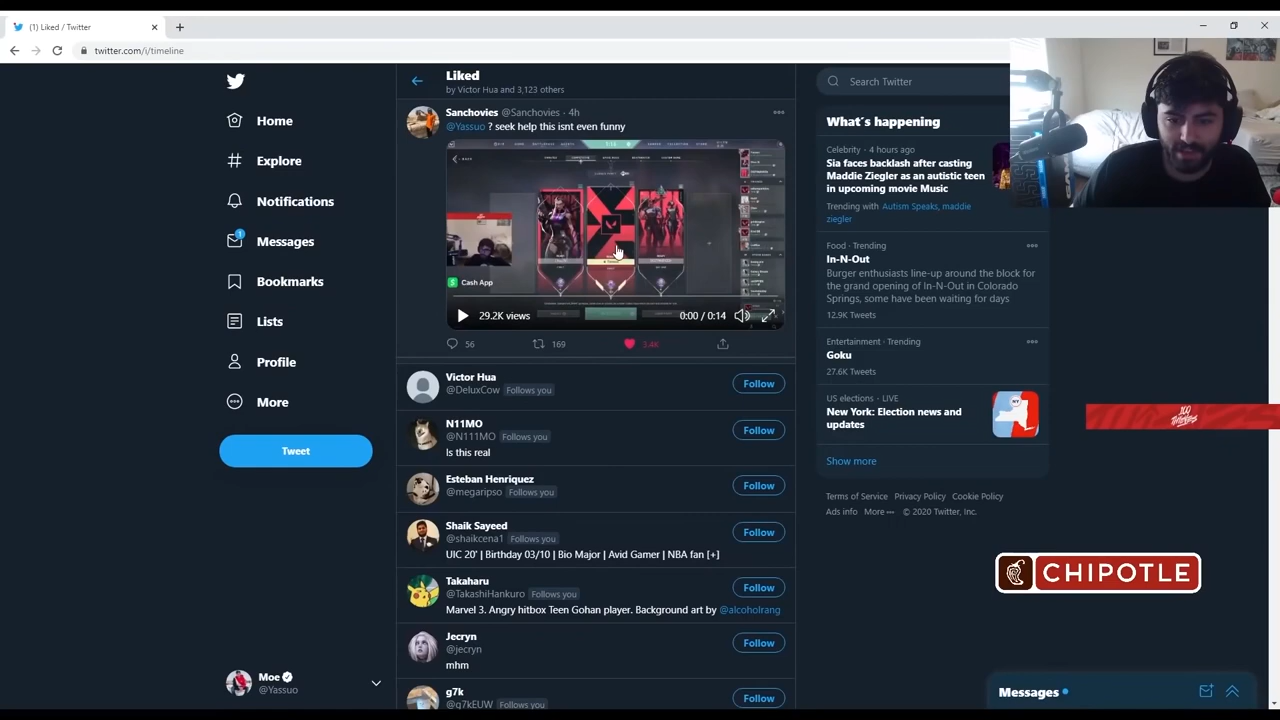 (1) Liked / Twitter
twitter.com/i/timeline
Home
Explore
Notifications
1
Messages
Bookmarks
Lists
Profile
More
Tweet
Moe
@Yassuo
Liked
by Victor Hua and 3,123 others
Sanchovies @Sanchovies · 4h
@Yassuo ? seek help this isnt even funny
Cash App
29.2K views
0:00 / 0:14
56
169
3.4K
Victor Hua
@DeluxCow Follows you
Follow
N11MO
@N111MO Follows you
Is this real
Follow
Esteban Henriquez
@megaripso Follows you
Follow
Shaik Sayeed
@shaikcena1 Follows you
UIC 20' | Birthday 03/10 | Bio Major | Avid Gamer | NBA fan [+]
Follow
Takaharu
@TakashiHankuro Follows you
Marvel 3. Angry hitbox Teen Gohan player. Background art by @alcoholrang
Follow
Jecryn
@jecryn
mhm
Follow
g7k
@g7kEUW Follows you
Follow
Search Twitter
What's happening
Celebrity · 4 hours ago
Sia faces backlash after casting
Maddie Ziegler as an autistic teen
in upcoming movie Music
Trending with Autism Speaks, maddie
ziegler
Food · Trending
In-N-Out
Burger enthusiasts line-up around the block for
the grand opening of In-N-Out in Colorado
Springs, some have been waiting for days
12.9K Tweets
Entertainment · Trending
Goku
27.6K Tweets
US elections · LIVE
New York: Election news and
updates
NY
Show more
Terms of Service Privacy Policy Cookie Policy
Ads info More © 2020 Twitter, Inc.
100
THIEVES
CHIPOTLE
Messages